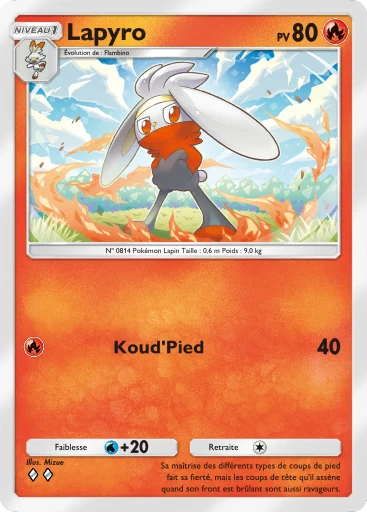 NIVEAU 1
Lapyro
PV 80
Évolution de : Flambino
N° 0814 Pokémon Lapin Taille : 0,6 m Poids : 9,0 kg
Koud'Pied 40
Faiblesse +20 Retraite
Illus. Mizue
Sa maîtrise des différents types de coups de pied
fait sa fierté, mais les coups de tête qu'il assène
quand son front est brûlant sont aussi ravageurs.